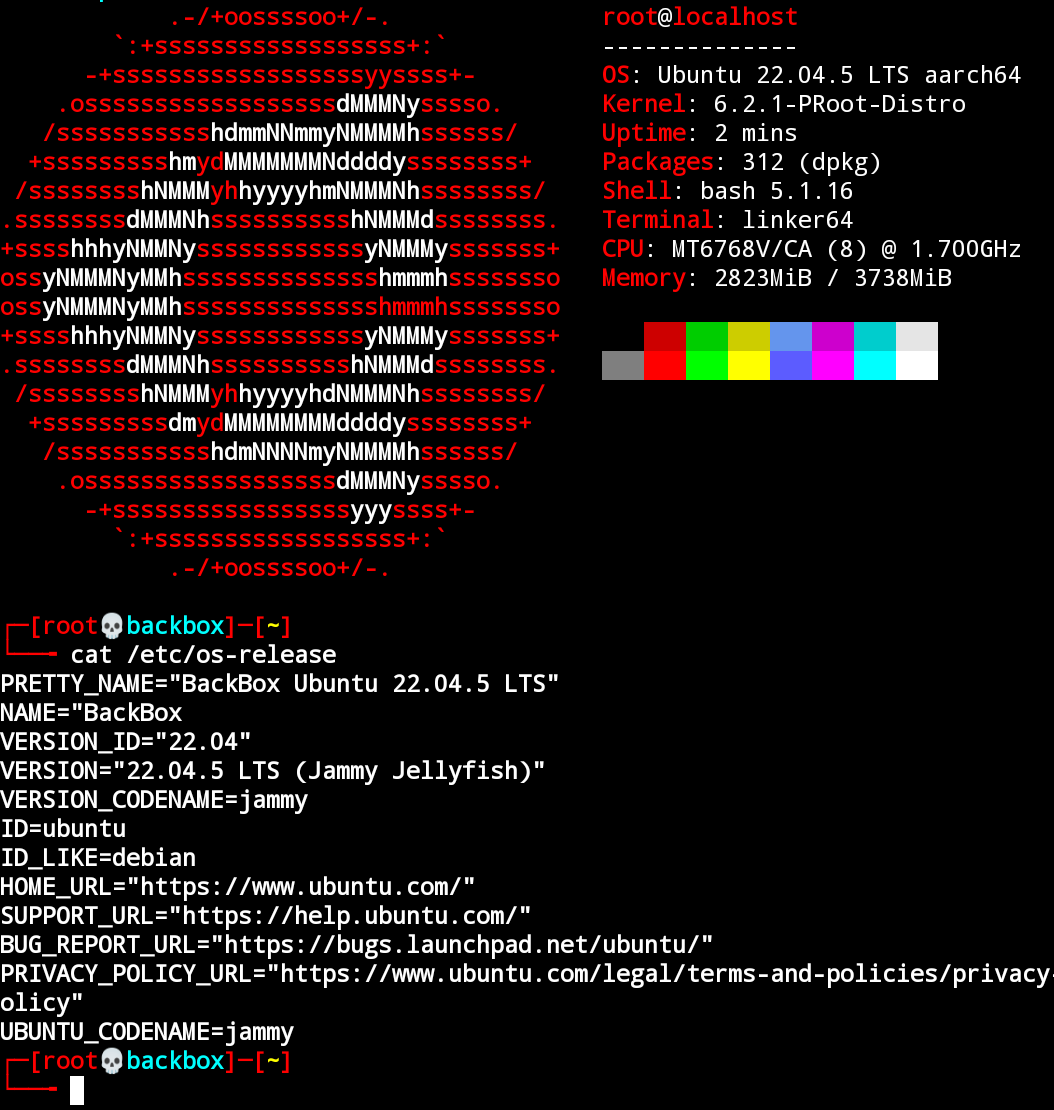 .-/+oossssoo+/-.
root@localhost
`:+ssssssssssssssssss+:`
--------------
-+ssssssssssssssssssyyssss+-
OS: Ubuntu 22.04.5 LTS aarch64
.ossssssssssssssssssdMMMNysssso.
Kernel: 6.2.1-PRoot-Distro
/ssssssssssshdmmNNmmyNMMMMhssssss/
Uptime: 2 mins
+ssssssssshmydMMMMMMMNddddyssssssss+
Packages: 312 (dpkg)
/sssssssshNMMMyhhyyyyhmNMMMNhssssssss/
Shell: bash 5.1.16
.ssssssssdMMMNhsssssssssshNMMMdssssssss.
Terminal: linker64
+sssshhhyNMMNyssssssssssssyNMMMysssssss+
CPU: MT6768V/CA (8) @ 1.700GHz
ossyNMMMNyMMhsssssssssssssshmmmhssssssso
Memory: 2823MiB / 3738MiB
ossyNMMMNyMMhsssssssssssssshmmmhssssssso
+sssshhhyNMMNyssssssssssssyNMMMysssssss+
.ssssssssdMMMNhsssssssssshNMMMdssssssss.
/sssssssshNMMMyhhyyyyhdNMMMNhssssssss/
+sssssssssdmydMMMMMMMMddddyssssssss+
/ssssssssssshdmNNNNmyNMMMMhssssss/
.ossssssssssssssssssdMMMNysssso.
-+sssssssssssssssssyyyssss+-
`:+ssssssssssssssssss+:`
.-/+oossssoo+/-.
┌─[root💀backbox]─[~]
└──╼ cat /etc/os-release
PRETTY_NAME="BackBox Ubuntu 22.04.5 LTS"
NAME="BackBox
VERSION_ID="22.04"
VERSION="22.04.5 LTS (Jammy Jellyfish)"
VERSION_CODENAME=jammy
ID=ubuntu
ID_LIKE=debian
HOME_URL="https://www.ubuntu.com/"
SUPPORT_URL="https://help.ubuntu.com/"
BUG_REPORT_URL="https://bugs.launchpad.net/ubuntu/"
PRIVACY_POLICY_URL="https://www.ubuntu.com/legal/terms-and-policies/privacy-
olicy"
UBUNTU_CODENAME=jammy
┌─[root💀backbox]─[~]
└──╼